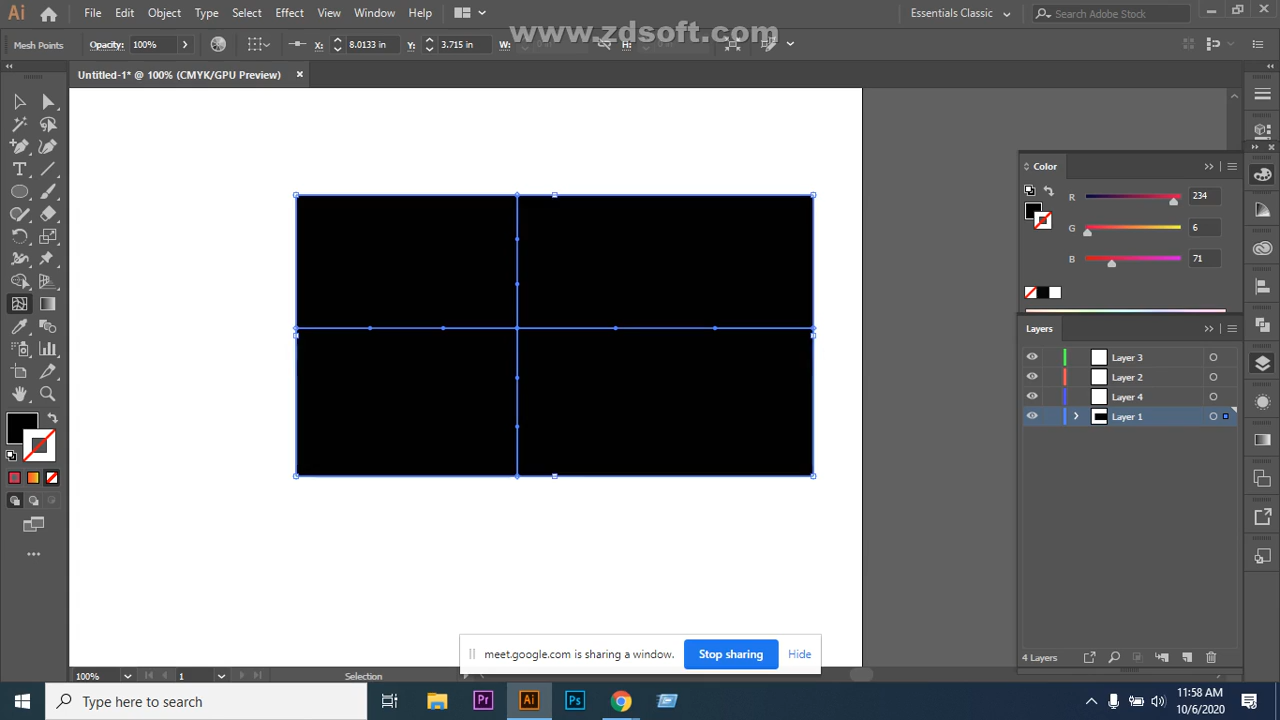 Ai File Edit Object Type Select Effect View Window Help Essentials Classic Search Adobe Stock
www.zdsoft.com
Mesh Points Opacity: 100% X: 8.0133 in Y: 3.715 in W: H:
Untitled-1* @ 100% (CMYK/GPU Preview)
Color
R 234
G 6
B 71
Layers
Layer 3
Layer 2
Layer 4
Layer 1
meet.google.com is sharing a window. Stop sharing Hide
4 Layers
100% 1 Selection
Type here to search Pr Ai Ps 11:58 AM
10/6/2020